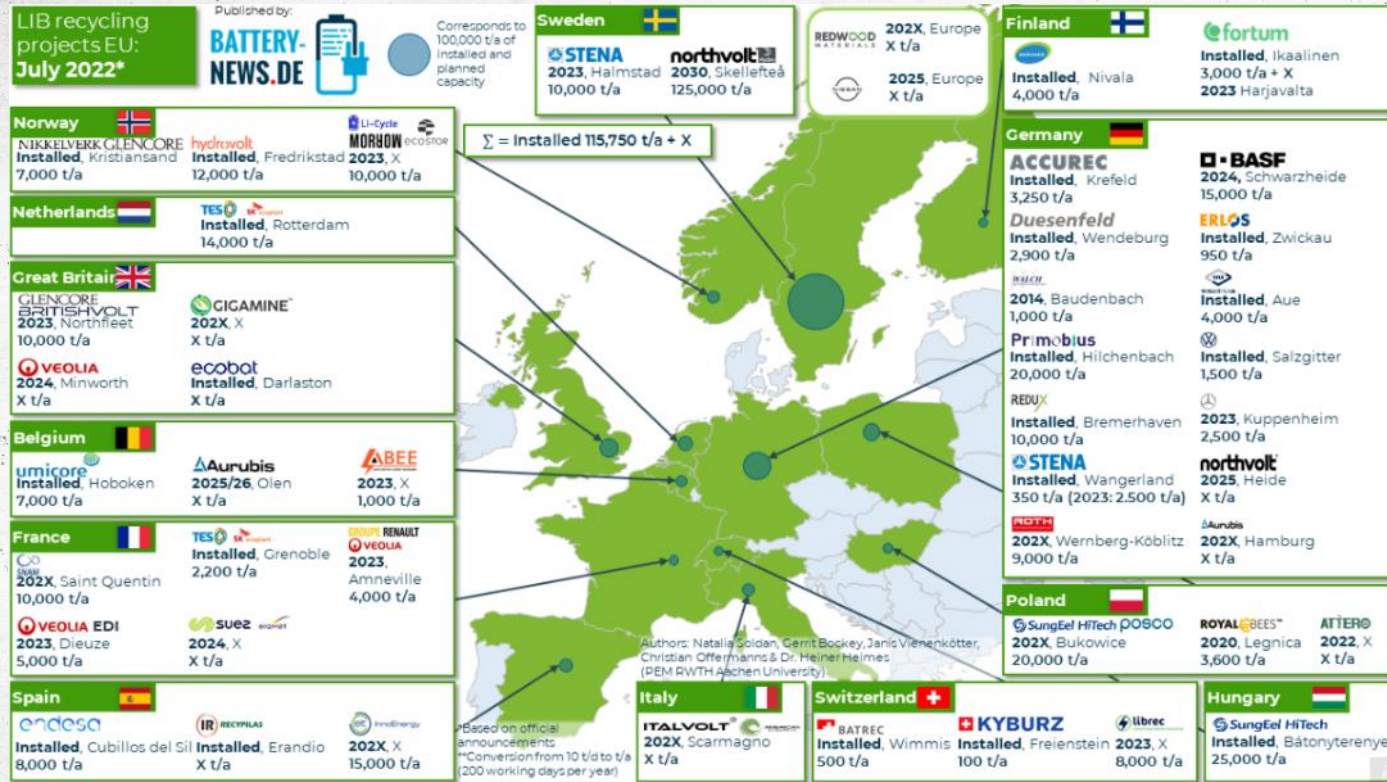 LIB recycling
projects EU:
July 2022*
Published by:
BATTERY-
NEWS.DE
Corresponds to
100,000 t/a of
installed and
planned
capacity
Sweden
STENA
2023, Halmstad
10,000 t/a
northvolt
2030, Skellefteå
125,000 t/a
REDWOOD
MATERIALS
202X, Europe
X t/a
NISSAN
2025, Europe
X t/a
Finland
Installed, Nivala
4,000 t/a
fortum
Installed, Ikaalinen
3,000 t/a + X
2023 Harjavalta
Norway
NIKKELVERK GLENCORE
Installed, Kristiansand
7,000 t/a
hydrovolt
Installed, Fredrikstad
12,000 t/a
Li-Cycle
MORROW ECOSTOR
2023, X
10,000 t/a
∑ = Installed 115,750 t/a + X
Netherlands
TES
Installed, Rotterdam
14,000 t/a
Great Britain
GLENCORE
BRITISHVOLT
2023, Northfleet
10,000 t/a
GIGAMINE™
202X, X
X t/a
VEOLIA
2024, Minworth
X t/a
ecobat
Installed, Darlaston
X t/a
Belgium
umicore
Installed, Hoboken
7,000 t/a
Aurubis
2025/26, Olen
X t/a
ABEE
2023, X
1,000 t/a
France
SNAM
202X, Saint Quentin
10,000 t/a
TES
Installed, Grenoble
2,200 t/a
GROUPE RENAULT
VEOLIA
2023,
Amneville
4,000 t/a
VEOLIA EDI
2023, Dieuze
5,000 t/a
suez
2024, X
X t/a
Spain
endesa
Installed, Cubillos del Sil
8,000 t/a
IR RECYPILAS
Installed, Erandio
X t/a
InnoEnergy
202X, X
15,000 t/a
Germany
ACCUREC
Installed, Krefeld
3,250 t/a
BASF
2024, Schwarzheide
15,000 t/a
Duesenfeld
Installed, Wendeburg
2,900 t/a
ERLOS
Installed, Zwickau
950 t/a
WALCH
2014, Baudenbach
1,000 t/a
Installed, Aue
4,000 t/a
Primobius
Installed, Hilchenbach
20,000 t/a
Installed, Salzgitter
1,500 t/a
REDUX
Installed, Bremerhaven
10,000 t/a
2023, Kuppenheim
2,500 t/a
STENA
Installed, Wangerland
350 t/a (2023: 2.500 t/a)
northvolt
2025, Heide
X t/a
ROTH
202X, Wernberg-Köblitz
9,000 t/a
Aurubis
202X, Hamburg
X t/a
Poland
SungEel HiTech posco
202X, Bukowice
20,000 t/a
ROYAL BEES™
2020, Legnica
3,600 t/a
ATTERO
2022, X
X t/a
Authors: Natalia Soldan, Gerrit Bockey, Janis Vienenkötter,
Christian Offermanns & Dr. Heiner Heimes
(PEM RWTH Aachen University)
*Based on official
announcements
**Conversion from 10 t/d to t/a
(200 working days per year)
Italy
ITALVOLT
202X, Scarmagno
X t/a
Switzerland
BATREC
Installed, Wimmis
500 t/a
KYBURZ
Installed, Freienstein
100 t/a
librec
2023, X
8,000 t/a
Hungary
SungEel HiTech
Installed, Bátonyterenye
25,000 t/a